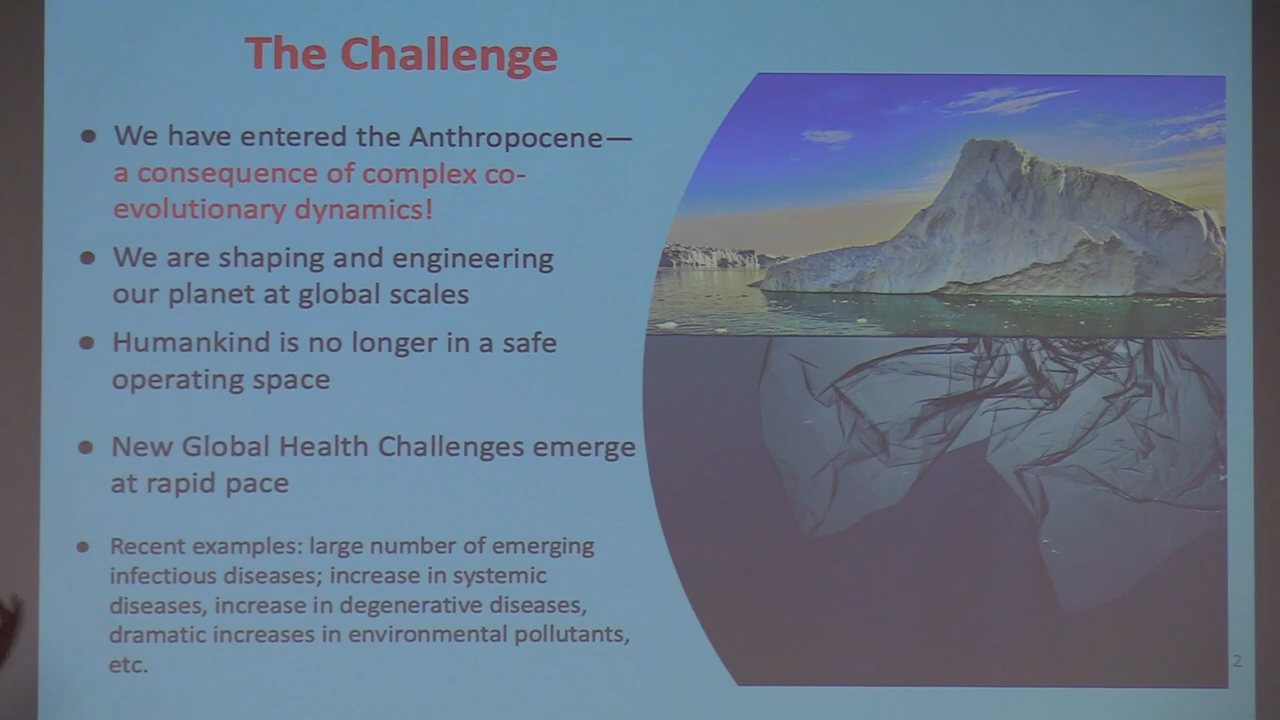 The Challenge
• We have entered the Anthropocene—
a consequence of complex co-
evolutionary dynamics!
• We are shaping and engineering
our planet at global scales
• Humankind is no longer in a safe
operating space
• New Global Health Challenges emerge
at rapid pace
• Recent examples: large number of emerging
infectious diseases; increase in systemic
diseases, increase in degenerative diseases,
dramatic increases in environmental pollutants,
etc.
2